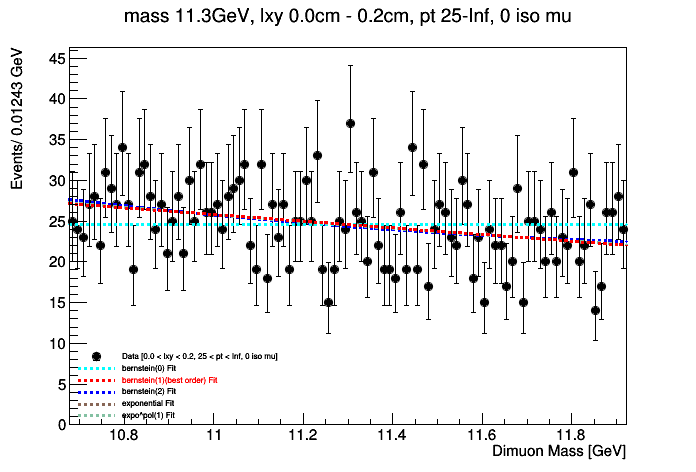 mass 11.3GeV, lxy 0.0cm - 0.2cm, pt 25-Inf, 0 iso mu
Events/ 0.01243 GeV
45
40
35
30
25
20
15
10
5
0
Data [0.0 < lxy < 0.2, 25 < pt < Inf, 0 iso mu]
bernstein(0) Fit
bernstein(1)(best order) Fit
bernstein(2) Fit
exponential Fit
expo*pol(1) Fit
10.8 11 11.2 11.4 11.6 11.8
Dimuon Mass [GeV]